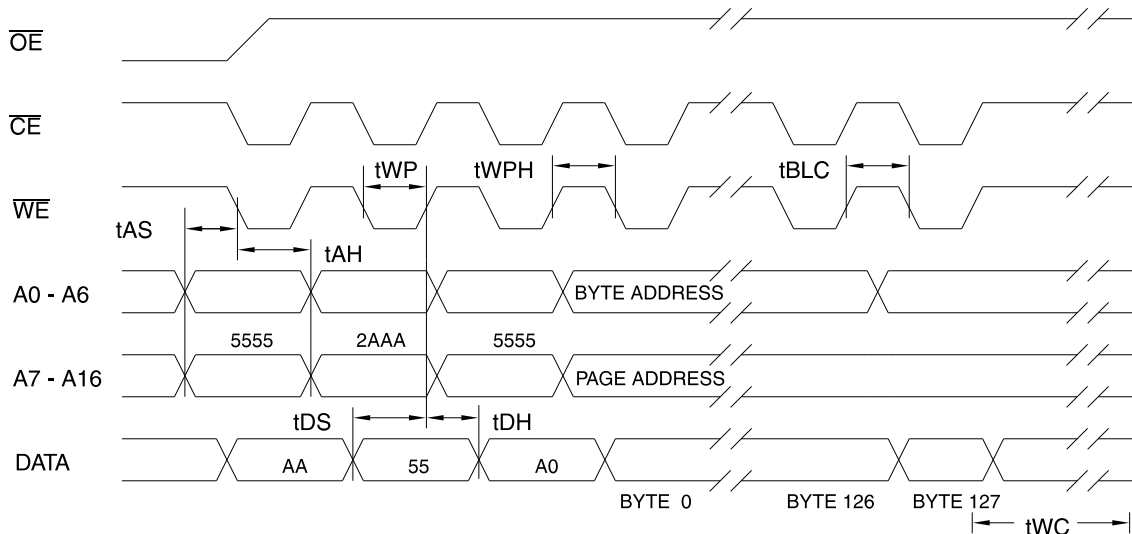 OE
CE
tWP
tWPH
tBLC
WE
tAS
tAH
A0 - A6
BYTE ADDRESS
5555
2AAA
5555
A7 - A16
PAGE ADDRESS
tDS
tDH
DATA
AA
55
A0
BYTE 0
BYTE 126
BYTE 127
tWC